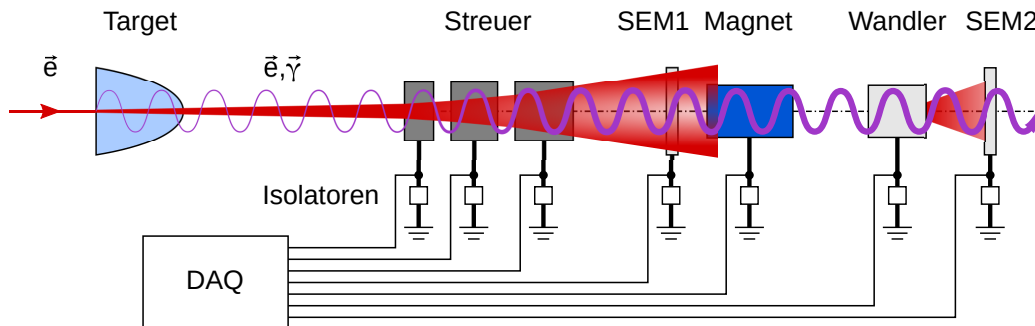 Target
Streuer
SEM1
Magnet
Wandler
SEM2
e⃗
e⃗,γ⃗
Isolatoren
DAQ